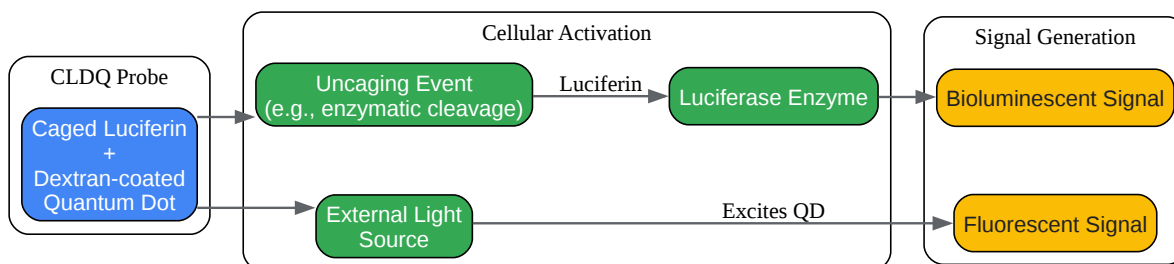 CLDQ Probe
Caged Luciferin
+
Dextran-coated
Quantum Dot
Cellular Activation
Uncaging Event
(e.g., enzymatic cleavage)
Luciferin
Luciferase Enzyme
External Light
Source
Excites QD
Signal Generation
Bioluminescent Signal
Fluorescent Signal